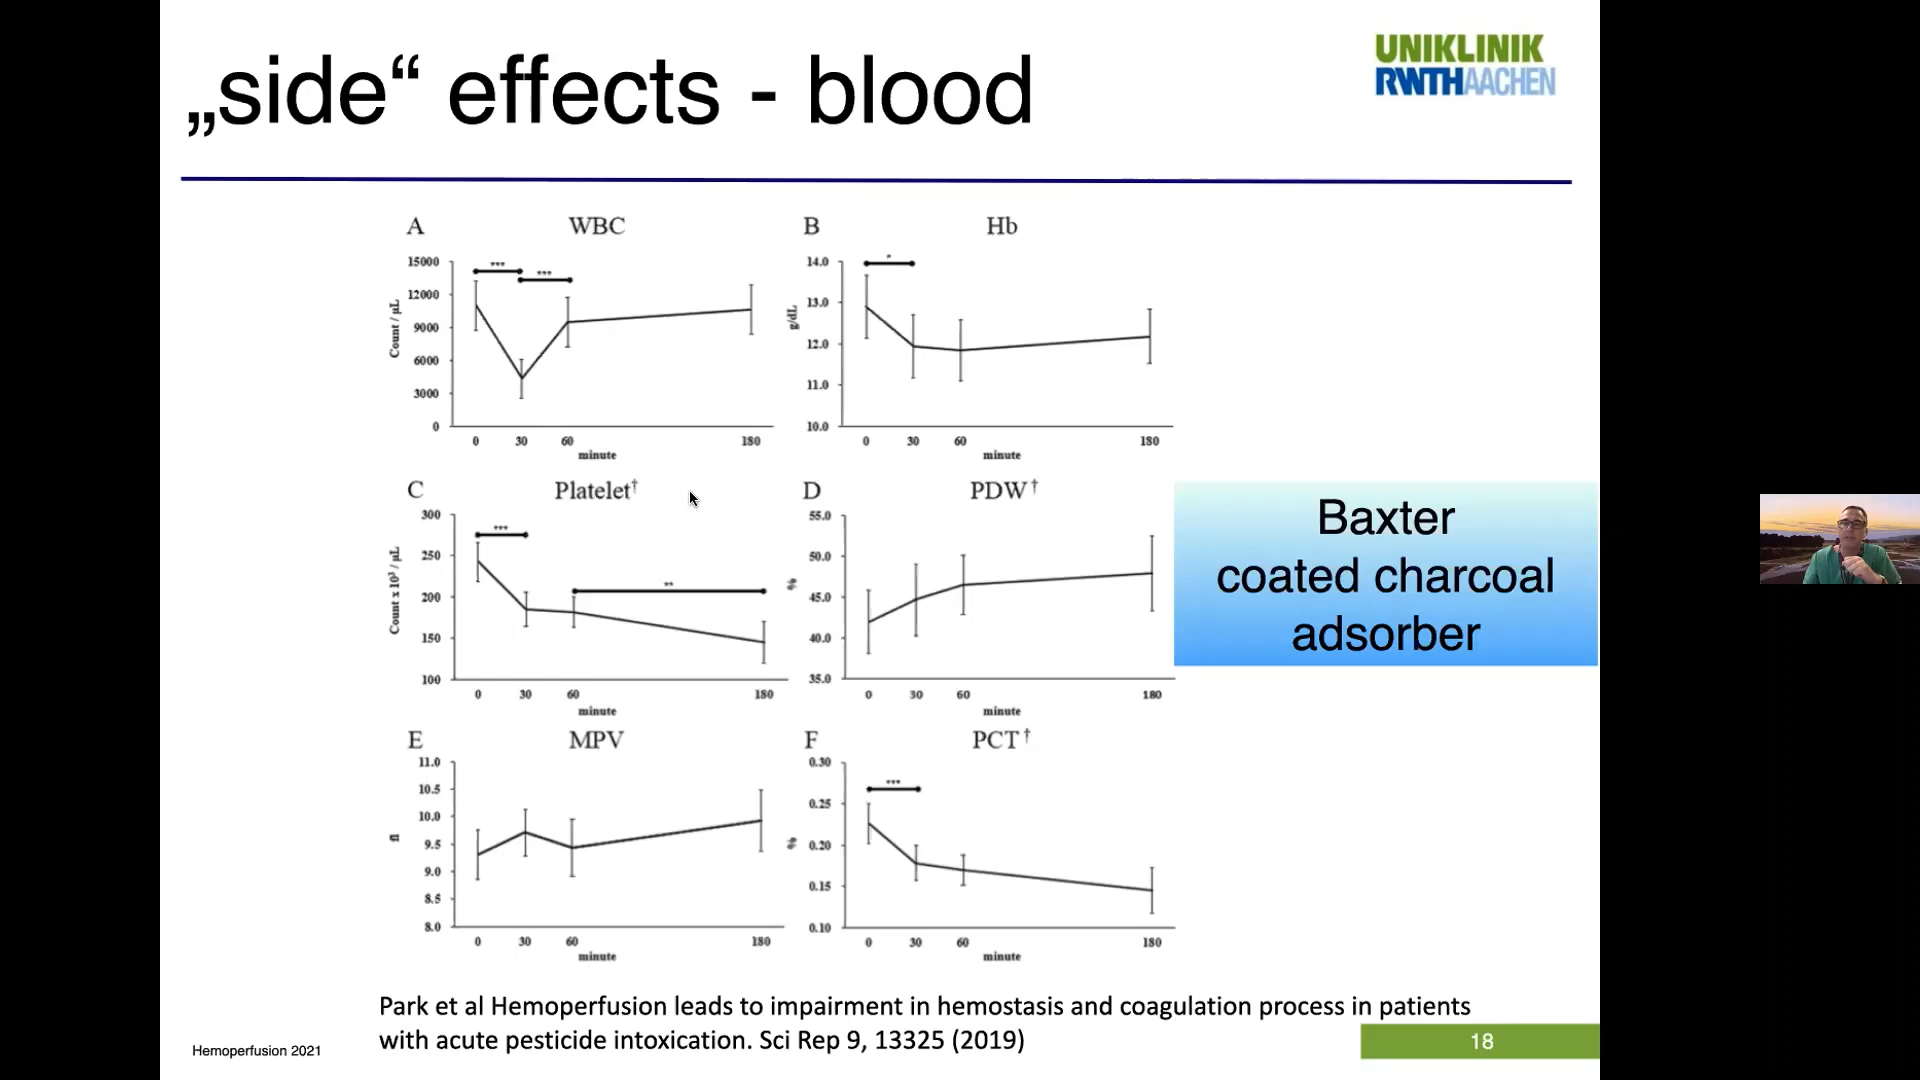 „side“ effects - blood
UNIKLINIK
RWTHAACHEN
A WBC
15000
12000
9000
6000
3000
0
Count / µL
*** ***
0 30 60 180
minute
B Hb
14.0
13.0
12.0
11.0
10.0
g/dL
*
0 30 60 180
minute
C Platelet†
300
250
200
150
100
Count x 10³ / µL
*** **
0 30 60 180
minute
D PDW†
55.0
50.0
45.0
40.0
35.0
%
0 30 60 180
minute
Baxter
coated charcoal
adsorber
E MPV
11.0
10.5
10.0
9.5
9.0
8.5
8.0
fl
0 30 60 180
minute
F PCT†
0.30
0.25
0.20
0.15
0.10
%
***
0 30 60 180
minute
Park et al Hemoperfusion leads to impairment in hemostasis and coagulation process in patients
with acute pesticide intoxication. Sci Rep 9, 13325 (2019)
Hemoperfusion 2021
18